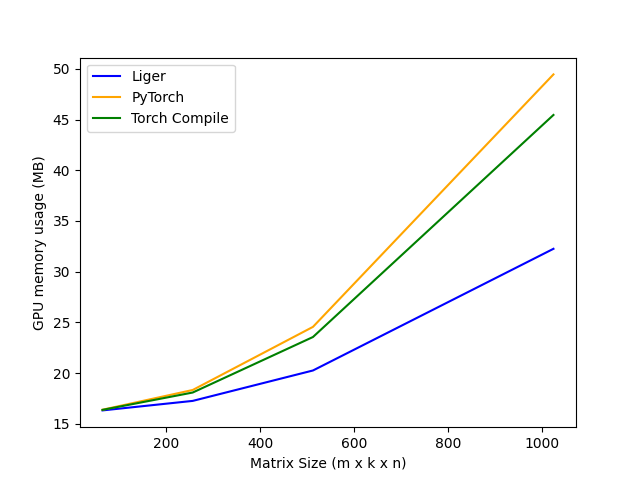 Liger
PyTorch
Torch Compile
50
45
40
35
30
25
20
15
GPU memory usage (MB)
200 400 600 800 1000
Matrix Size (m x k x n)